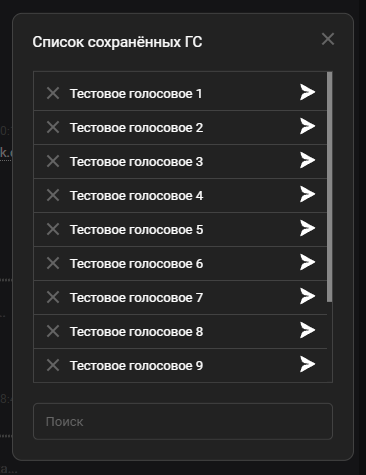 Список сохранённых ГС
Тестовое голосовое 1
Тестовое голосовое 2
Тестовое голосовое 3
Тестовое голосовое 4
Тестовое голосовое 5
Тестовое голосовое 6
Тестовое голосовое 7
Тестовое голосовое 8
Тестовое голосовое 9
Поиск